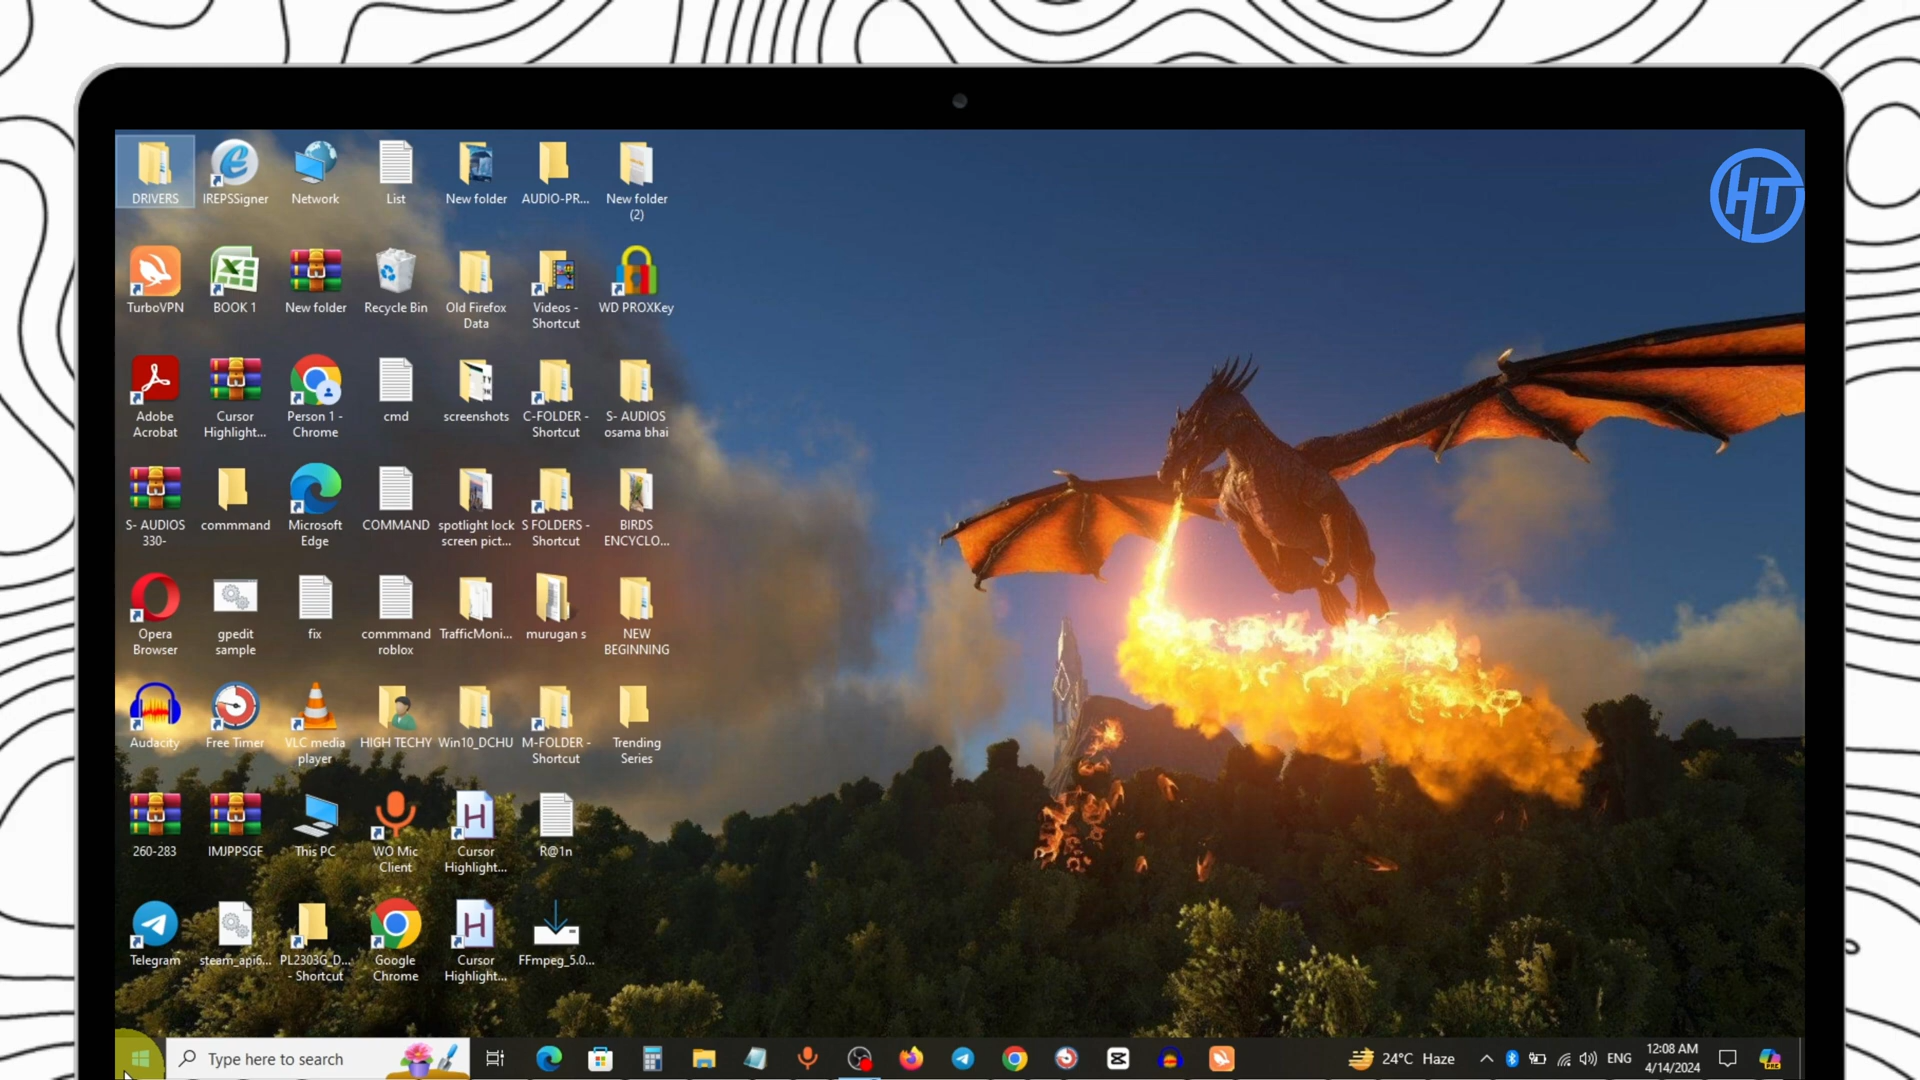 HT
DRIVERS
IREPSSigner
Network
List
New folder
AUDIO-PR...
New folder
(2)
TurboVPN
BOOK 1
New folder
Recycle Bin
Old Firefox
Data
Videos -
Shortcut
WD PROXKey
Adobe
Acrobat
Cursor
Highlight...
Person 1 -
Chrome
cmd
screenshots
C-FOLDER -
Shortcut
S- AUDIOS
osama bhai
S- AUDIOS
330-
commmand
Microsoft
Edge
COMMAND
spotlight lock
screen pict...
S FOLDERS -
Shortcut
BIRDS
ENCYCLO...
Opera
Browser
gpedit
sample
fix
commmand
roblox
TrafficMoni...
murugan s
NEW
BEGINNING
Audacity
Free Timer
VLC media
player
HIGH TECHY
Win10_DCHU
M-FOLDER -
Shortcut
Trending
Series
260-283
IMJPPSGF
This PC
WO Mic
Client
Cursor
Highlight...
R@1n
Telegram
steam_api6...
PL2303G_D...
- Shortcut
Google
Chrome
Cursor
Highlight...
FFmpeg_5.0...
Type here to search
24°C Haze
ENG
12:08 AM
4/14/2024